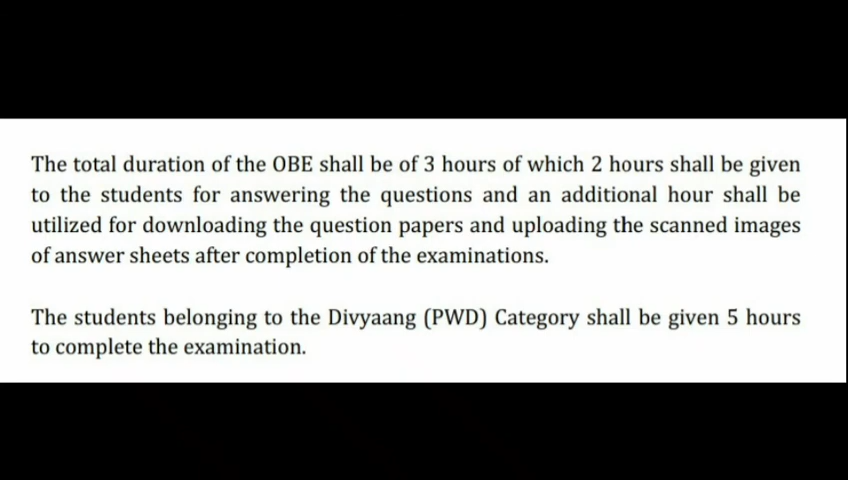 The total duration of the OBE shall be of 3 hours of which 2 hours shall be given
to the students for answering the questions and an additional hour shall be
utilized for downloading the question papers and uploading the scanned images
of answer sheets after completion of the examinations.
The students belonging to the Divyaang (PWD) Category shall be given 5 hours
to complete the examination.